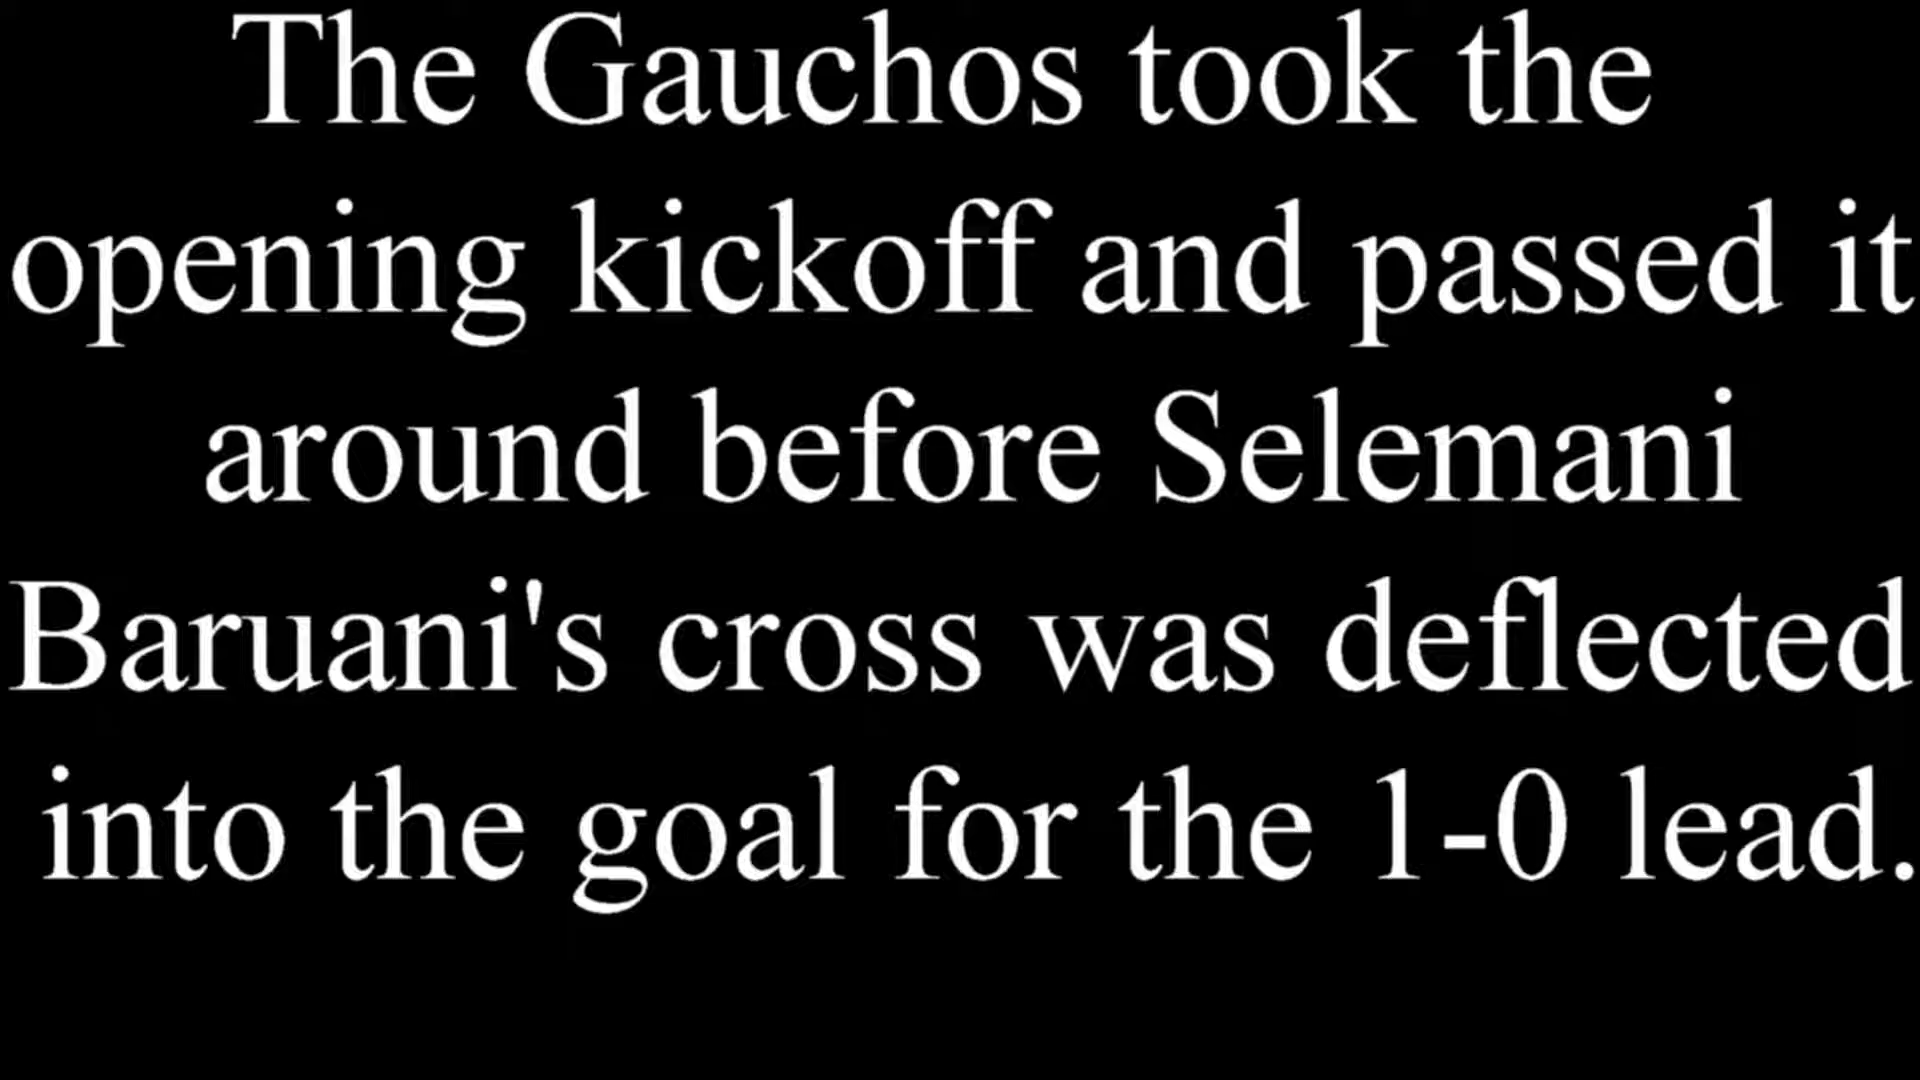 The Gauchos took the
opening kickoff and passed it
around before Selemani
Baruani's cross was deflected
into the goal for the 1-0 lead.